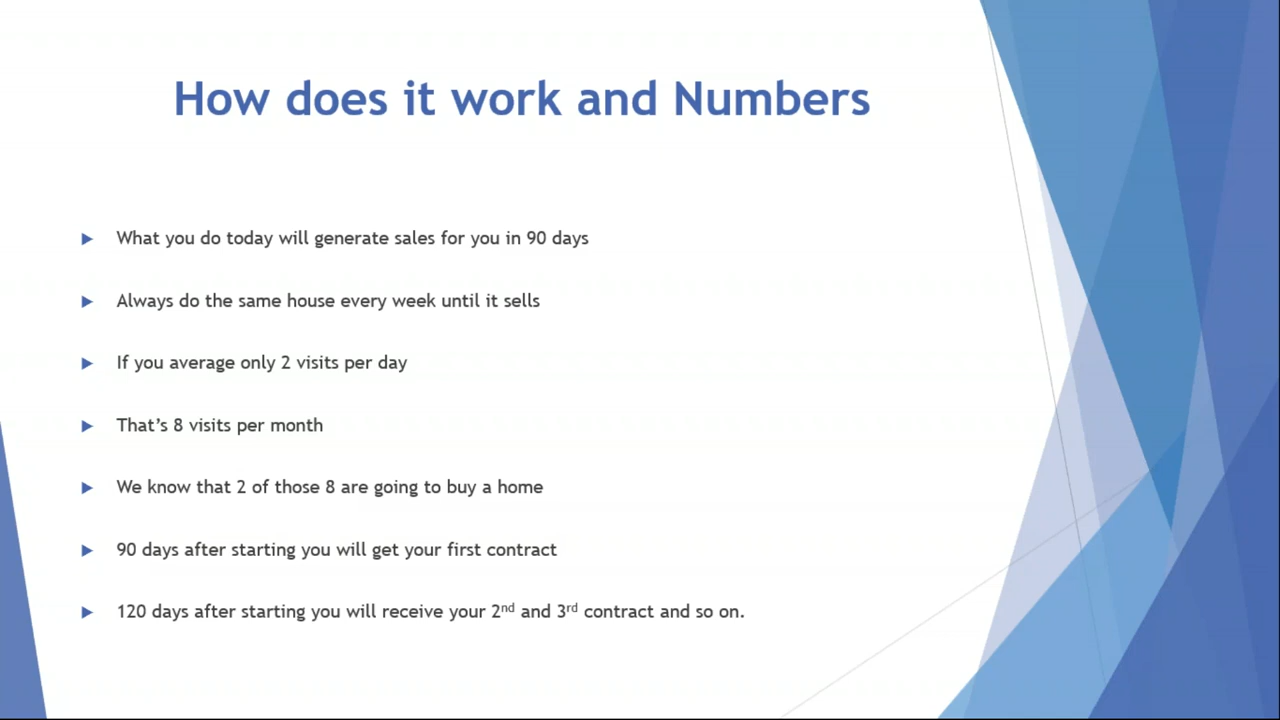 How does it work and Numbers
What you do today will generate sales for you in 90 days
Always do the same house every week until it sells
If you average only 2 visits per day
That’s 8 visits per month
We know that 2 of those 8 are going to buy a home
90 days after starting you will get your first contract
120 days after starting you will receive your 2nd and 3rd contract and so on.